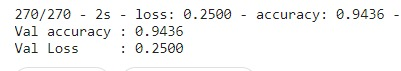 270/270 - 2s - loss: 0.2500 - accuracy: 0.9436 -
Val accuracy : 0.9436
Val Loss : 0.2500